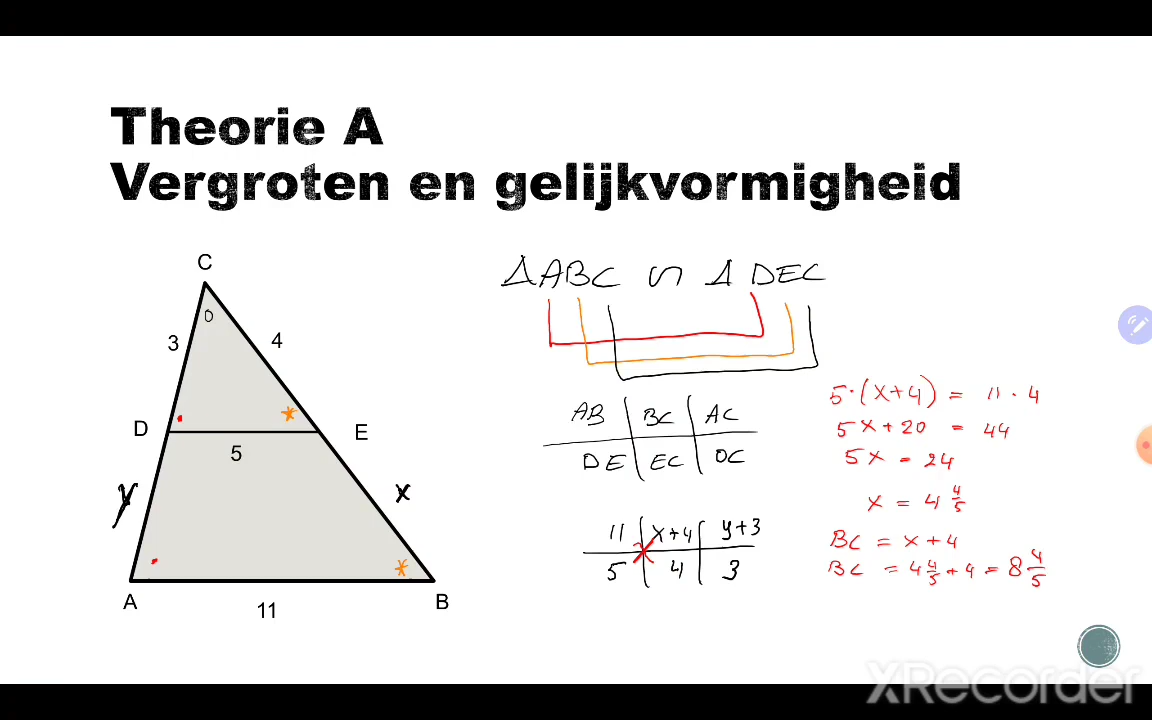 Theorie A
Vergroten en gelijkvormigheid
C
3
4
D
E
5
y
x
A
B
11
Δ ABC ∽ Δ DEC
AB | BC | AC
DE | EC | DC
11 | x+4 | y+3
5 | 4 | 3
5·(x+4) = 11 · 4
5x + 20 = 44
5x = 24
x = 4 4/5
BC = x+4
BC = 4 4/5 + 4 = 8 4/5
XRecorder